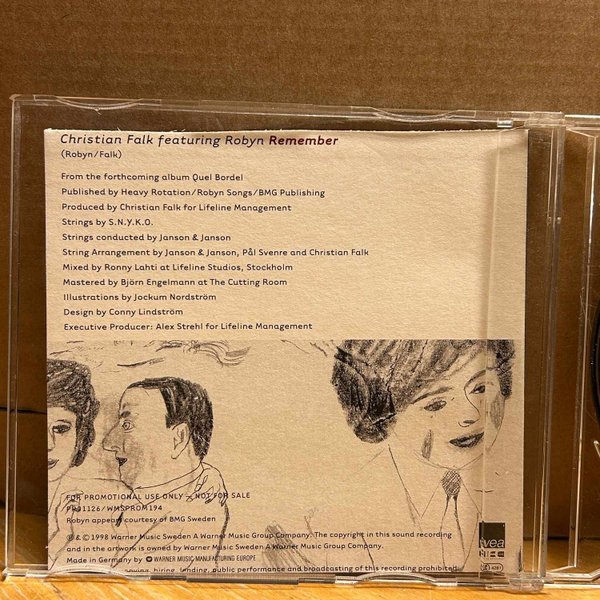 Christian Falk featuring Robyn Remember
(Robyn/Falk)
From the forthcoming album Quel Bordel
Published by Heavy Rotation/Robyn Songs/BMG Publishing
Produced by Christian Falk for Lifeline Management
Strings by S.N.Y.K.O.
Strings conducted by Janson & Janson
String Arrangement by Janson & Janson, Pål Svenre and Christian Falk
Mixed by Ronny Lahti at Lifeline Studios, Stockholm
Mastered by Björn Engelmann at The Cutting Room
Illustrations by Jockum Nordström
Design by Conny Lindström
Executive Producer: Alex Strehl for Lifeline Management
FOR PROMOTIONAL USE ONLY – NOT FOR SALE
PR01126/WMSPROM194
Robyn appears courtesy of BMG Sweden
℗ & © 1998 Warner Music Sweden A Warner Music Group Company. The copyright in this sound recording
and in the artwork is owned by Warner Music Sweden A Warner Music Group Company.
Made in Germany by WARNER MUSIC MANUFACTURING EUROPE
hiring, lending, public performance and broadcasting of this recording prohibited.